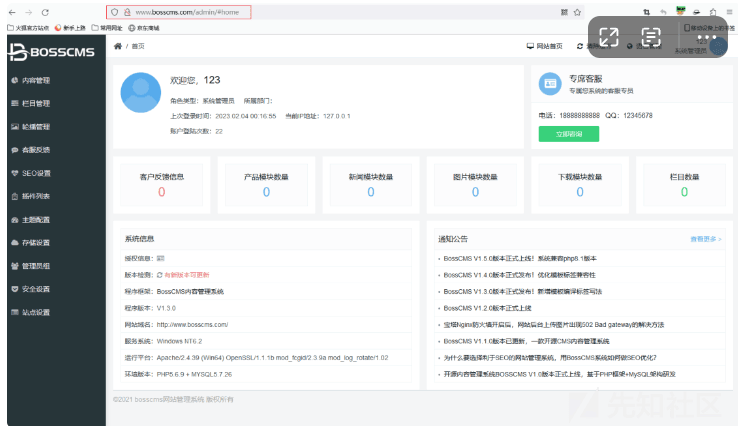 www.bosscms.com/admin/#home
火狐官方站点 新手上路 常用网址 京东商城
BOSSCMS
/ 首页
网站首页
系统管理员
内容管理
栏目管理
轮播管理
客服反馈
SEO设置
插件列表
主题配置
存储设置
管理员组
安全设置
站点设置
欢迎您，123
角色类型：系统管理员 所属部门：
上次登录时间：2023 02 04 00:16:55 当前IP地址：127.0.0.1
账户登陆次数：22
专席客服
专属您系统的客服专员
电话：18888888888 QQ：12345678
立即咨询
客户反馈信息
0
产品模块数量
0
新闻模块数量
0
图片模块数量
0
下载模块数量
0
栏目数量
0
系统信息
授权信息：
版本检测： 有新版本可更新
程序框架：BossCMS内容管理系统
程序版本：V1.3.0
网站域名：http://www.bosscms.com/
服务系统：Windows NT6.2
运行平台：Apache/2.4.39 (Win64) OpenSSL/1.1 1b mod_fcgid/2.3 9a mod_log_rotate/1.02
环境版本：PHP5.6.9 + MYSQL5.7.26
通知公告
查看更多 >
• BossCMS V1.5.0版本正式上线！系统兼容php8.1版本
• BossCMS V1.4.0版本正式发布！优化模板标签兼容性
• BossCMS V1.3.0版本正式发布！新增模板编译标签写法
• BossCMS V1.2.0版本正式上线
• 宝塔Nginx防火墙开启后，网站后台上传图片出现502 Bad gateway的解决方法
• BossCMS V1.1.0版本已更新，一款开源CMS内容管理系统
• 为什么要选择利于SEO的网站管理系统，用BossCMS系统如何做SEO优化？
• 开源内容管理系统BOSSCMS V1.0版本正式上线，基于PHP框架+MySQL架构研发
©2021 bosscms网站管理系统 版权所有
先知社区